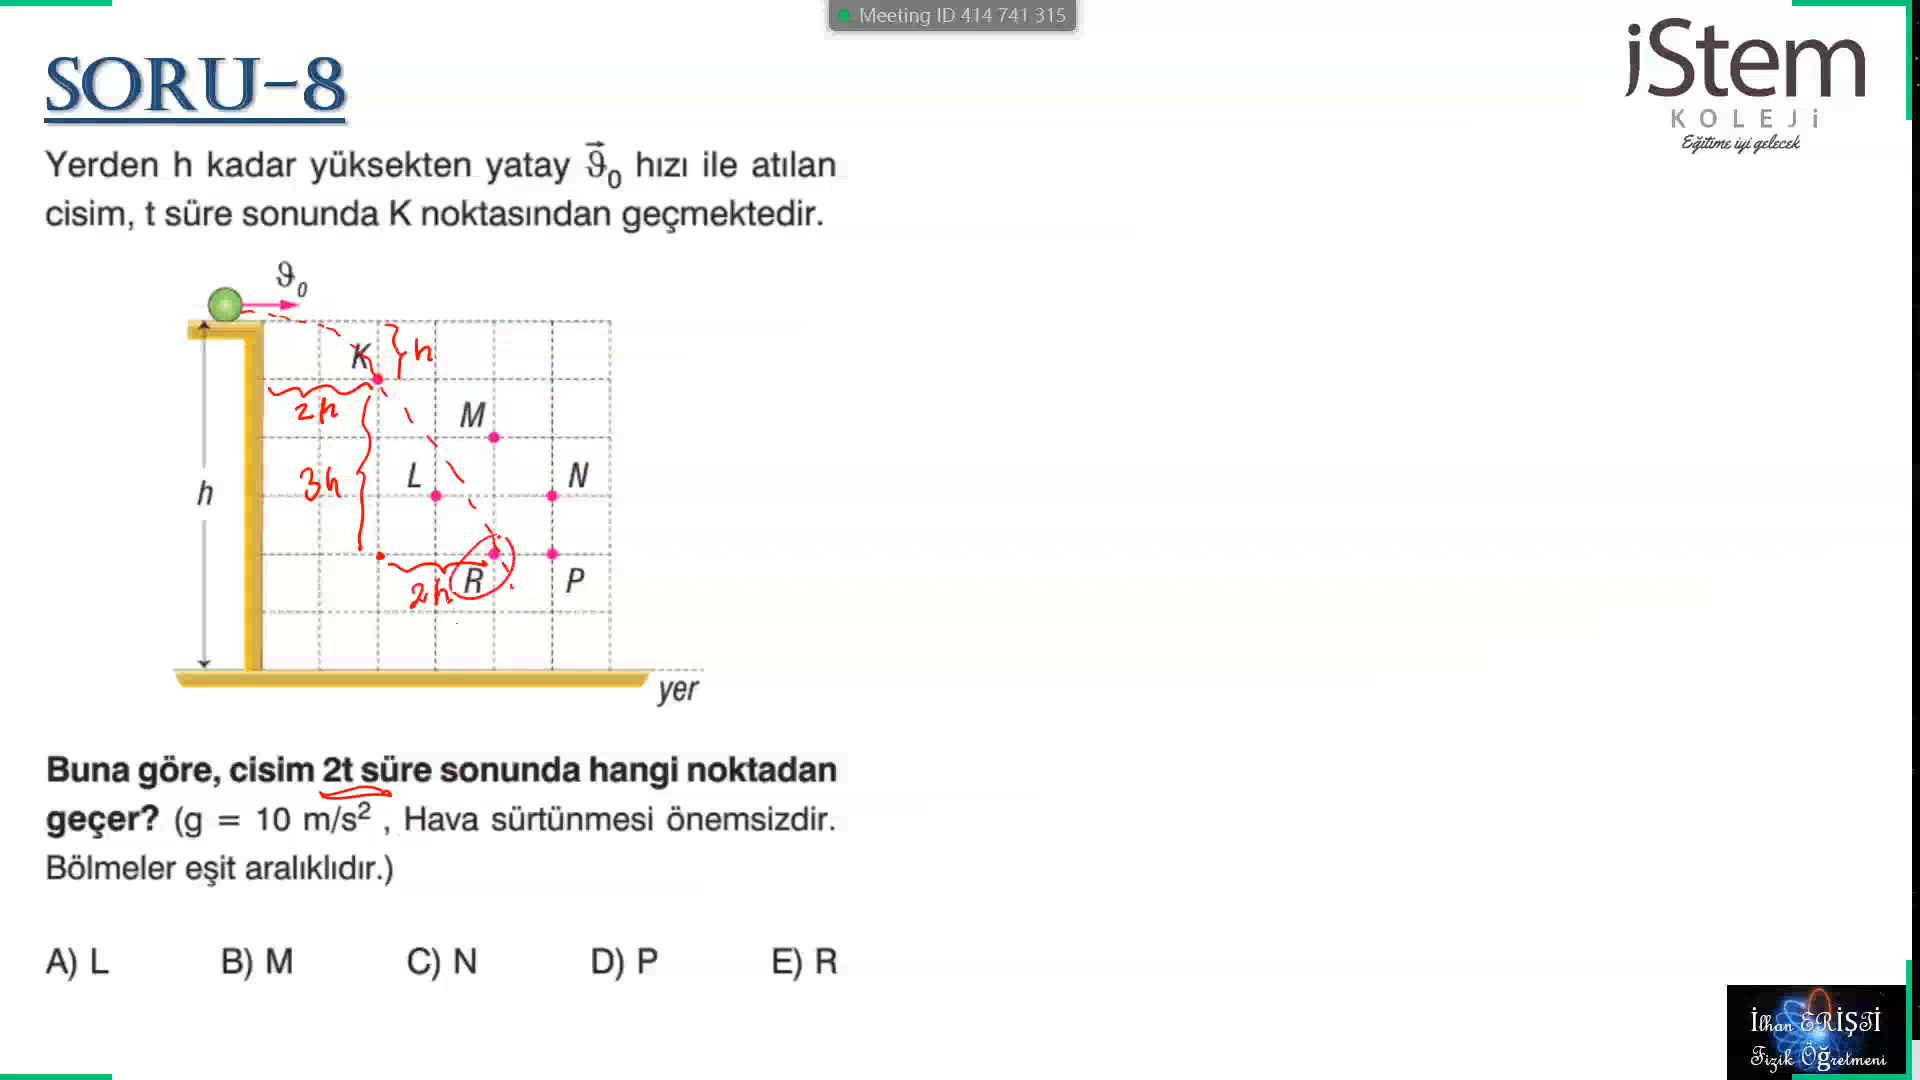 Meeting ID 414 741 315
SORU-8
iStem
KOLEJi
Eğitime iyi gelecek
Yerden h kadar yüksekten yatay ϑ⃗₀ hızı ile atılan
cisim, t süre sonunda K noktasından geçmektedir.
ϑ₀
K
h
2h
M
3h
L
N
h
R
P
2h
yer
Buna göre, cisim 2t süre sonunda hangi noktadan
geçer? (g = 10 m/s², Hava sürtünmesi önemsizdir.
Bölmeler eşit aralıklıdır.)
A) L B) M C) N D) P E) R
İlhan ERİŞTİ
Fizik Öğretmeni